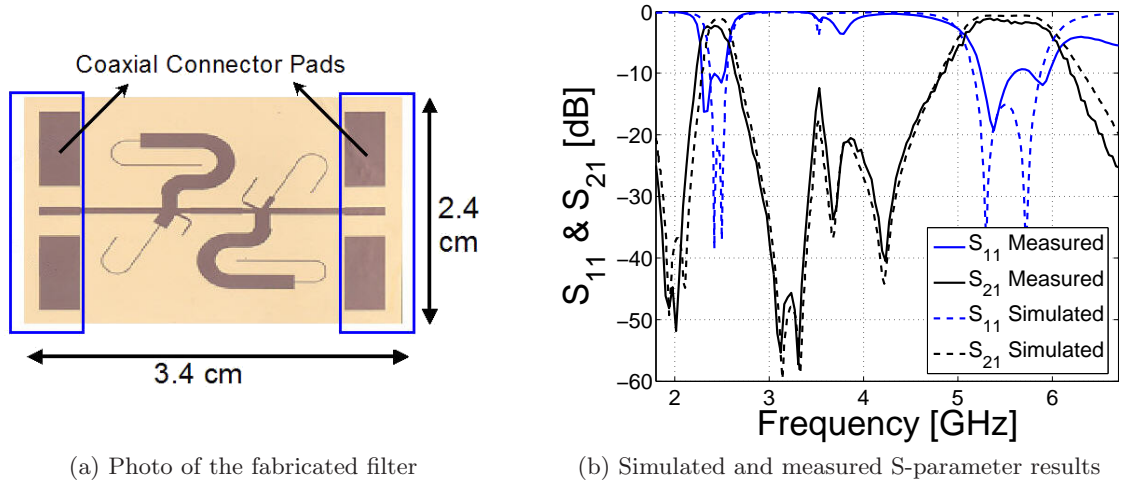 Coaxial Connector Pads
2.4
cm
3.4 cm
(a) Photo of the fabricated filter
S11 & S21 [dB]
0
−10
−20
−30
−40
−50
−60
2 3 4 5 6
Frequency [GHz]
S11 Measured
S21 Measured
S11 Simulated
S21 Simulated
(b) Simulated and measured S-parameter results